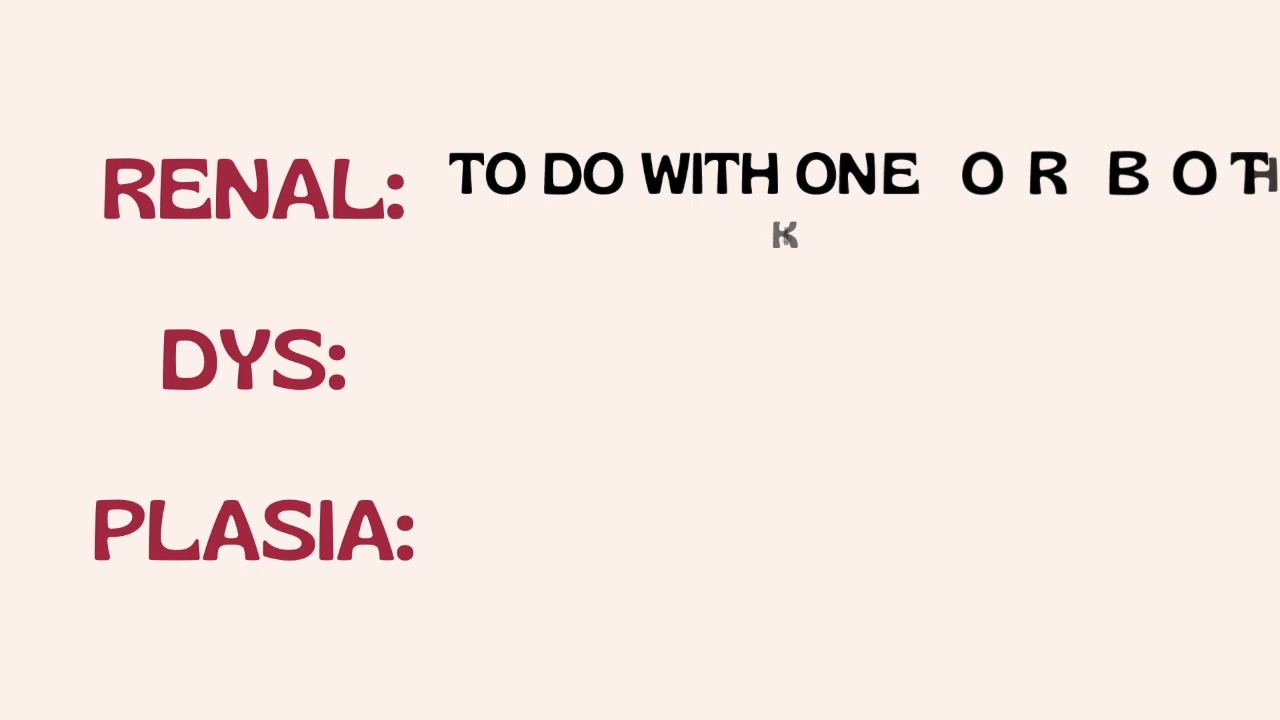 RENAL: TO DO WITH ONE OR BOTH
K
DYS:
PLASIA: